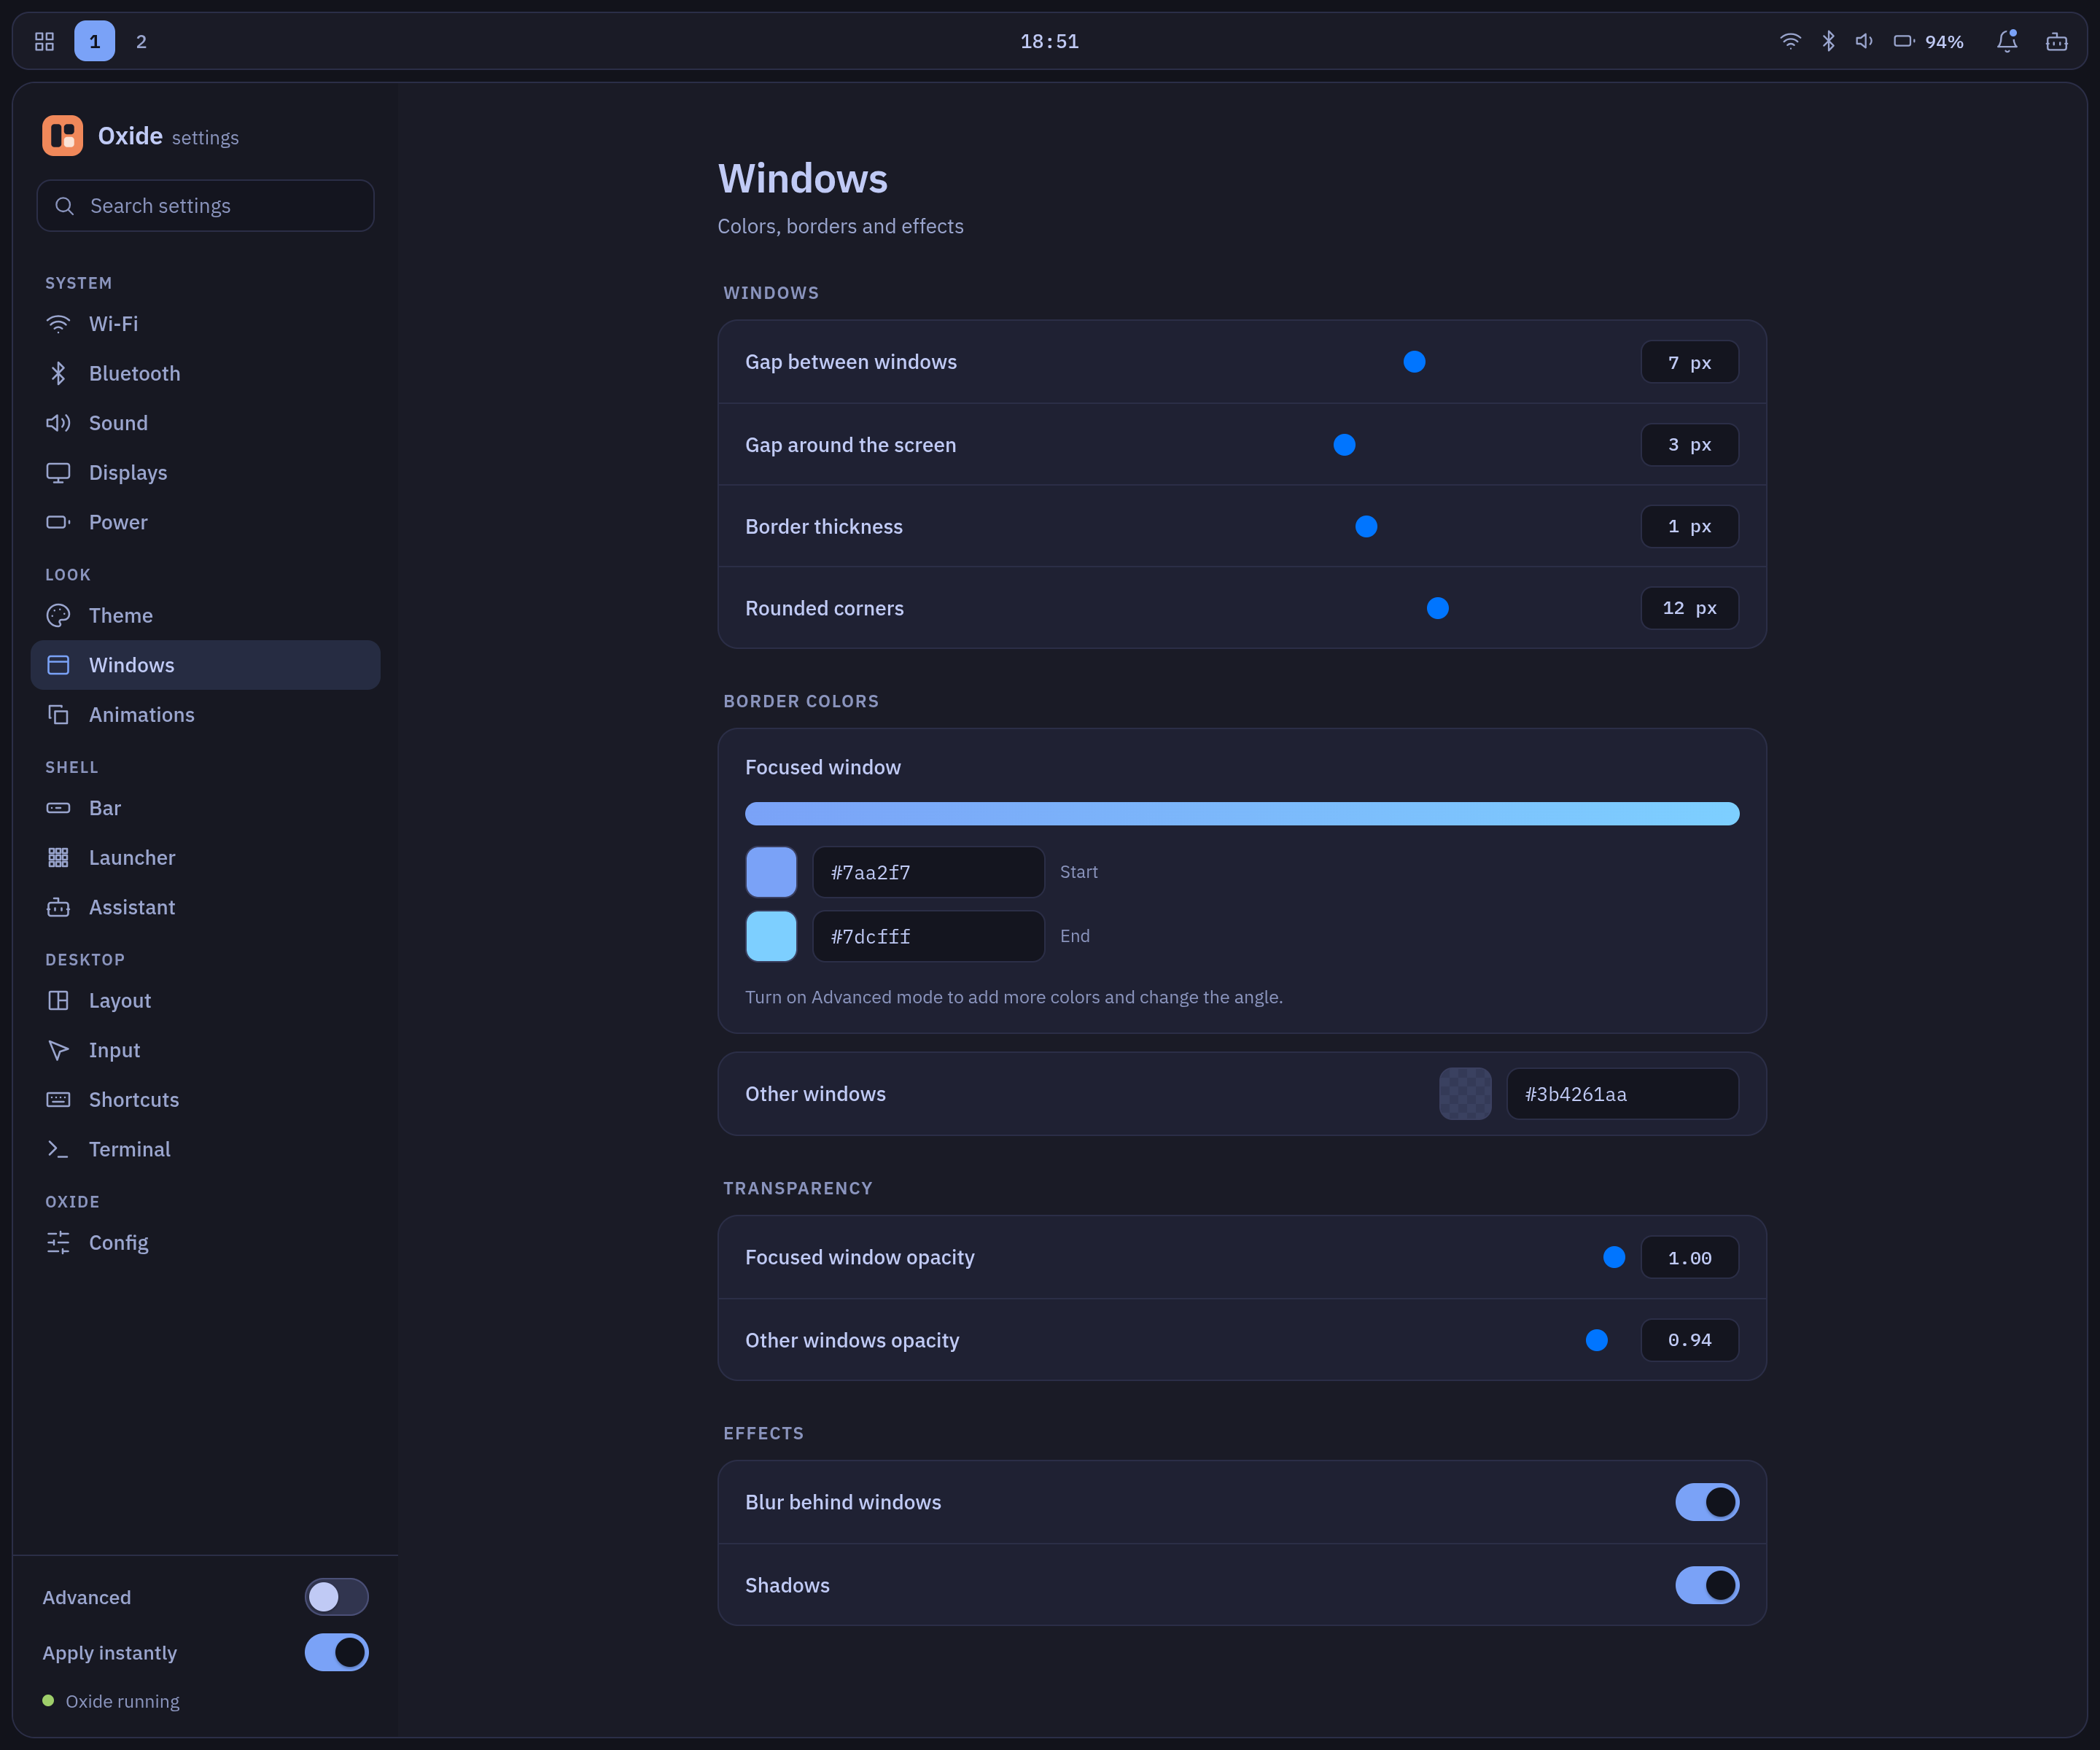 1 2 18:51 94%
Oxide settings
Search settings
SYSTEM
Wi-Fi
Bluetooth
Sound
Displays
Power
LOOK
Theme
Windows
Animations
SHELL
Bar
Launcher
Assistant
DESKTOP
Layout
Input
Shortcuts
Terminal
OXIDE
Config
Advanced
Apply instantly
Oxide running
Windows
Colors, borders and effects
WINDOWS
Gap between windows 7 px
Gap around the screen 3 px
Border thickness 1 px
Rounded corners 12 px
BORDER COLORS
Focused window
#7aa2f7 Start
#7dcfff End
Turn on Advanced mode to add more colors and change the angle.
Other windows #3b4261aa
TRANSPARENCY
Focused window opacity 1.00
Other windows opacity 0.94
EFFECTS
Blur behind windows
Shadows